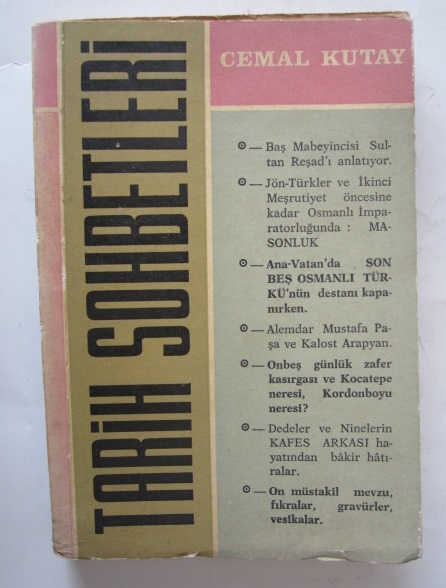 CEMAL KUTAY
TARİH SOHBETLERİ
— Baş Mabeyincisi Sul-
tan Reşad'ı anlatıyor.
— Jön-Türkler ve İkinci
Meşrutiyet öncesine
kadar Osmanlı İmpa-
ratorluğunda : MA-
SONLUK
— Ana-Vatan'da SON
BEŞ OSMANLI TÜR-
KÜ'nün destanı kapa-
nırken.
— Alemdar Mustafa Pa-
şa ve Kalost Arapyan.
— Onbeş günlük zafer
kasırgası ve Kocatepe
neresi, Kordonboyu
neresi?
— Dedeler ve Ninelerin
KAFES ARKASI ha-
yatından bâkir hâtı-
ralar.
— On müstakil mevzu,
fıkralar, gravürler,
vesikalar.